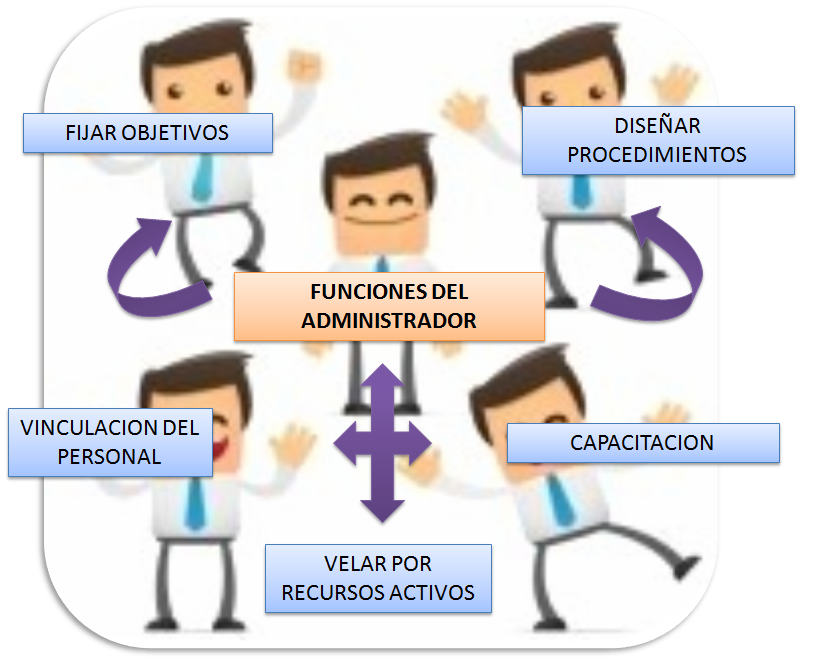 FIJAR OBJETIVOS
DISEÑAR
PROCEDIMIENTOS
FUNCIONES DEL
ADMINISTRADOR
VINCULACION DEL
PERSONAL
CAPACITACION
VELAR POR
RECURSOS ACTIVOS